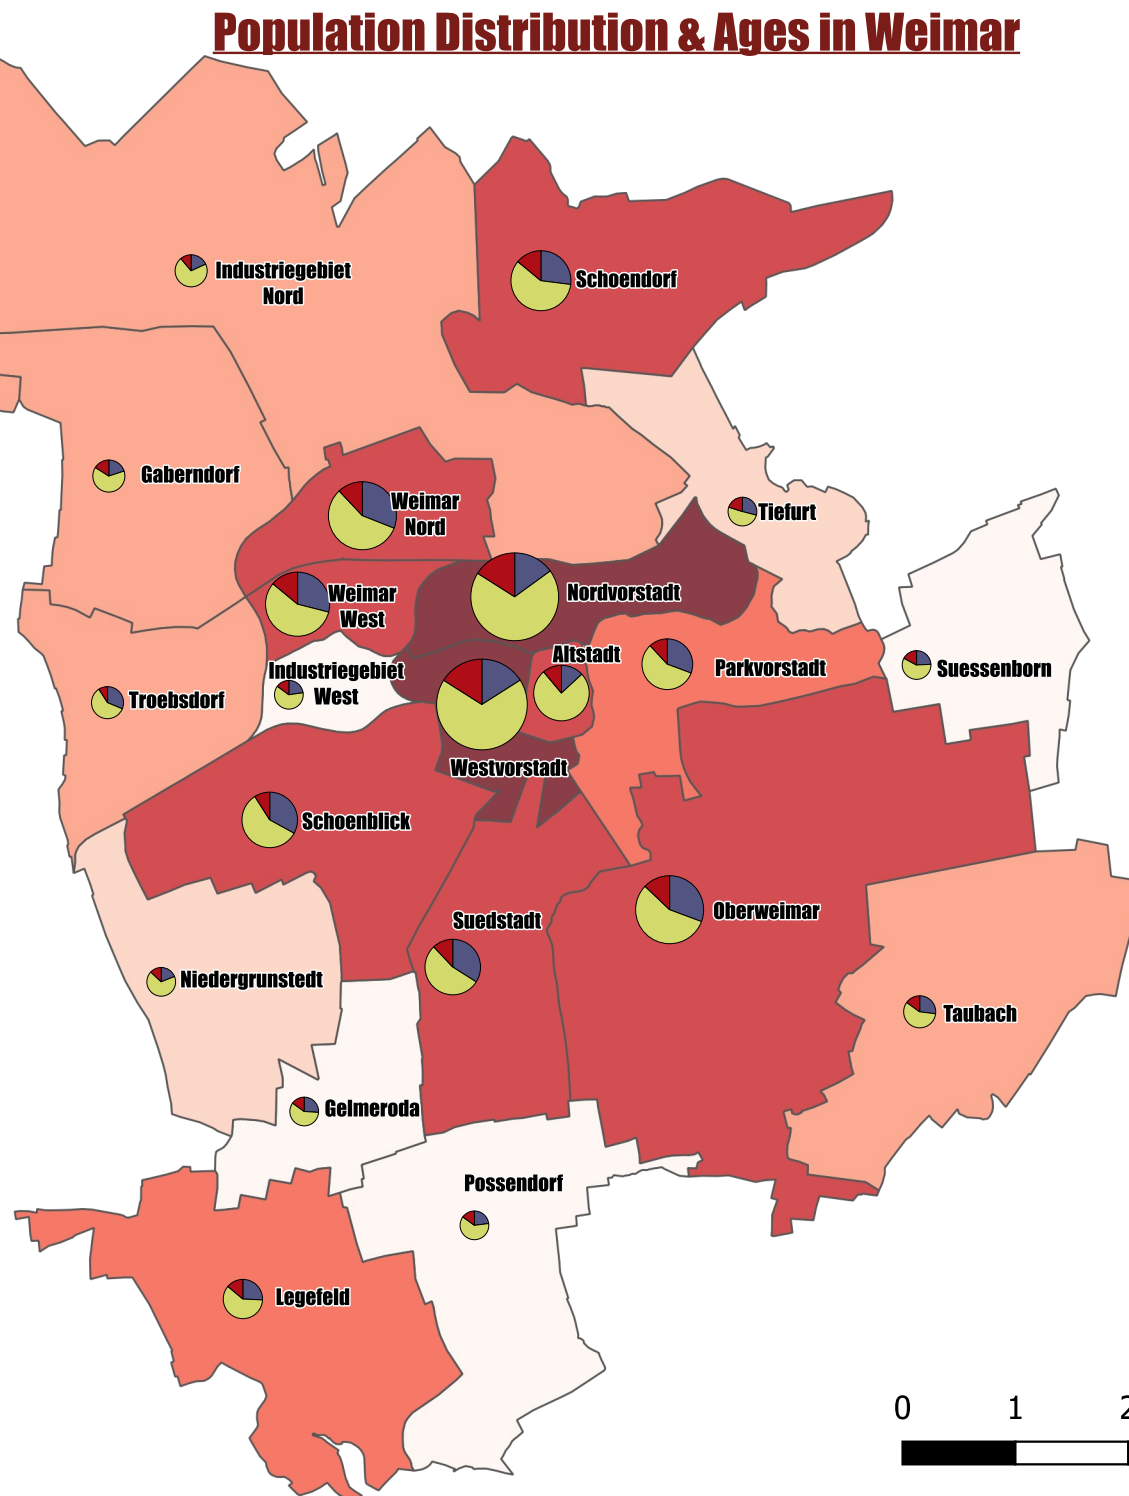 Population Distribution & Ages in Weimar
Industriegebiet
Nord
Schoendorf
Gaberndorf
Weimar
Nord
Tiefurt
Weimar
West
Nordvorstadt
Altstadt
Industriegebiet
West
Parkvorstadt
Suessenborn
Troebsdorf
Westvorstadt
Schoenblick
Suedstadt
Oberweimar
Niedergrunstedt
Taubach
Gelmeroda
Possendorf
Legefeld
0 1 2